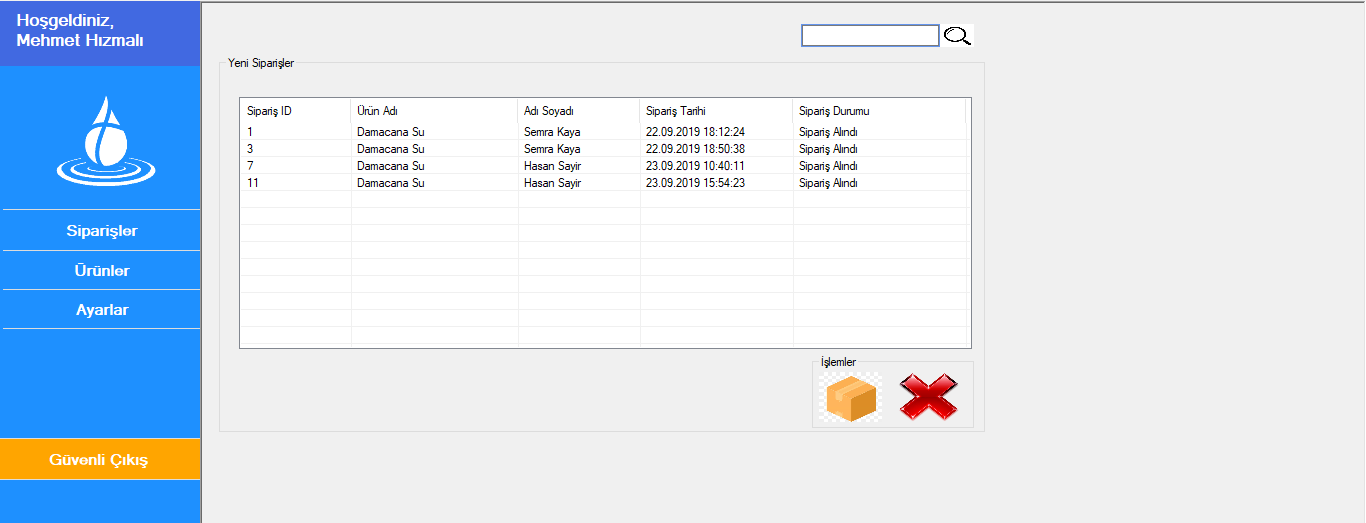 Hoşgeldiniz,
Mehmet Hızmalı
Siparişler
Ürünler
Ayarlar
Güvenli Çıkış
Yeni Siparişler
Sipariş ID Ürün Adı Adı Soyadı Sipariş Tarihi Sipariş Durumu
1 Damacana Su Semra Kaya 22.09.2019 18:12:24 Sipariş Alındı
3 Damacana Su Semra Kaya 22.09.2019 18:50:38 Sipariş Alındı
7 Damacana Su Hasan Sayir 23.09.2019 10:40:11 Sipariş Alındı
11 Damacana Su Hasan Sayir 23.09.2019 15:54:23 Sipariş Alındı
İşlemler